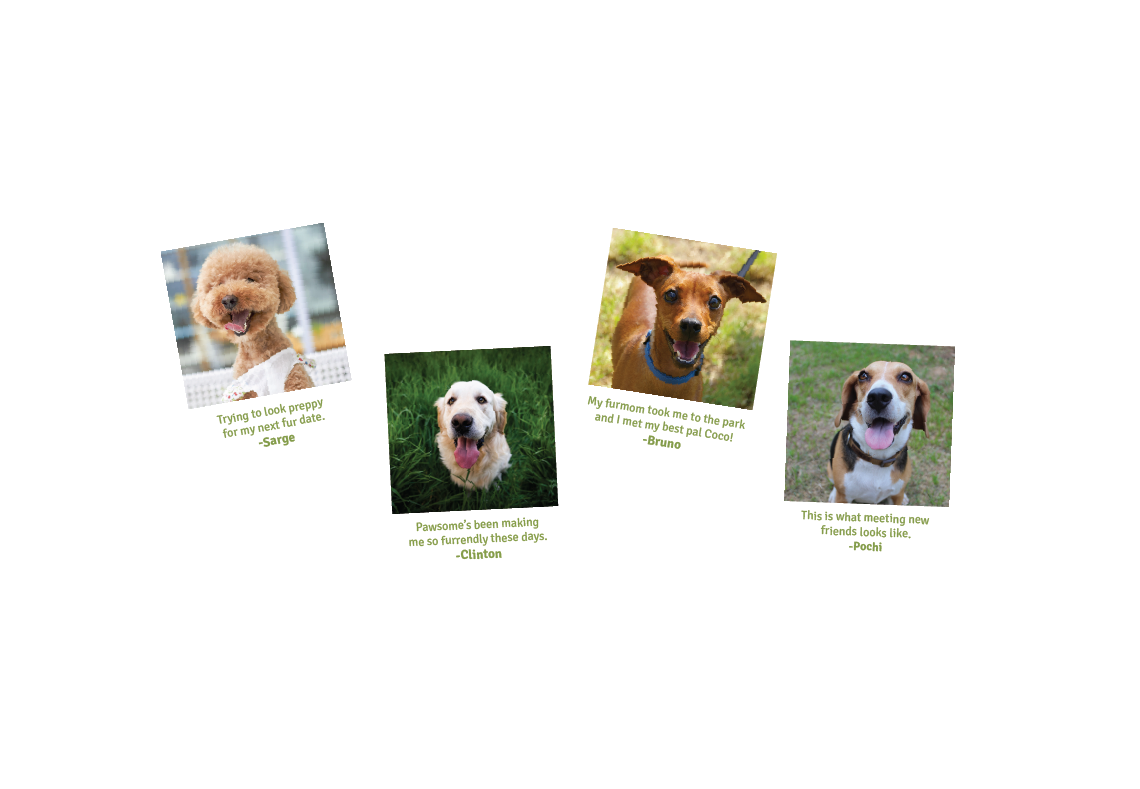 Trying to look preppy
for my next fur date.
-Sarge
Pawsome's been making
me so furrendly these days.
-Clinton
My furmom took me to the park
and I met my best pal Coco!
-Bruno
This is what meeting new
friends looks like.
-Pochi